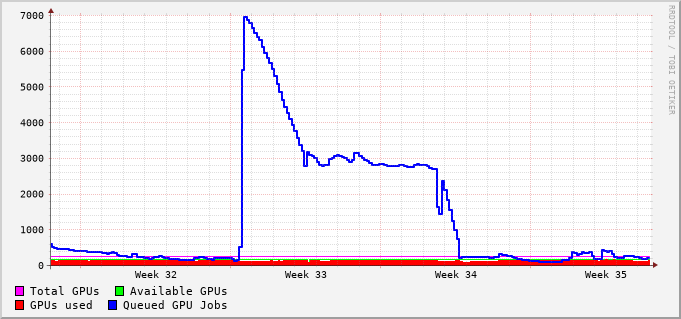 7000
6000
5000
4000
3000
2000
1000
0
Week 32 Week 33 Week 34 Week 35
Total GPUs Available GPUs
GPUs used Queued GPU Jobs
RRDTOOL / TOBI OETIKER